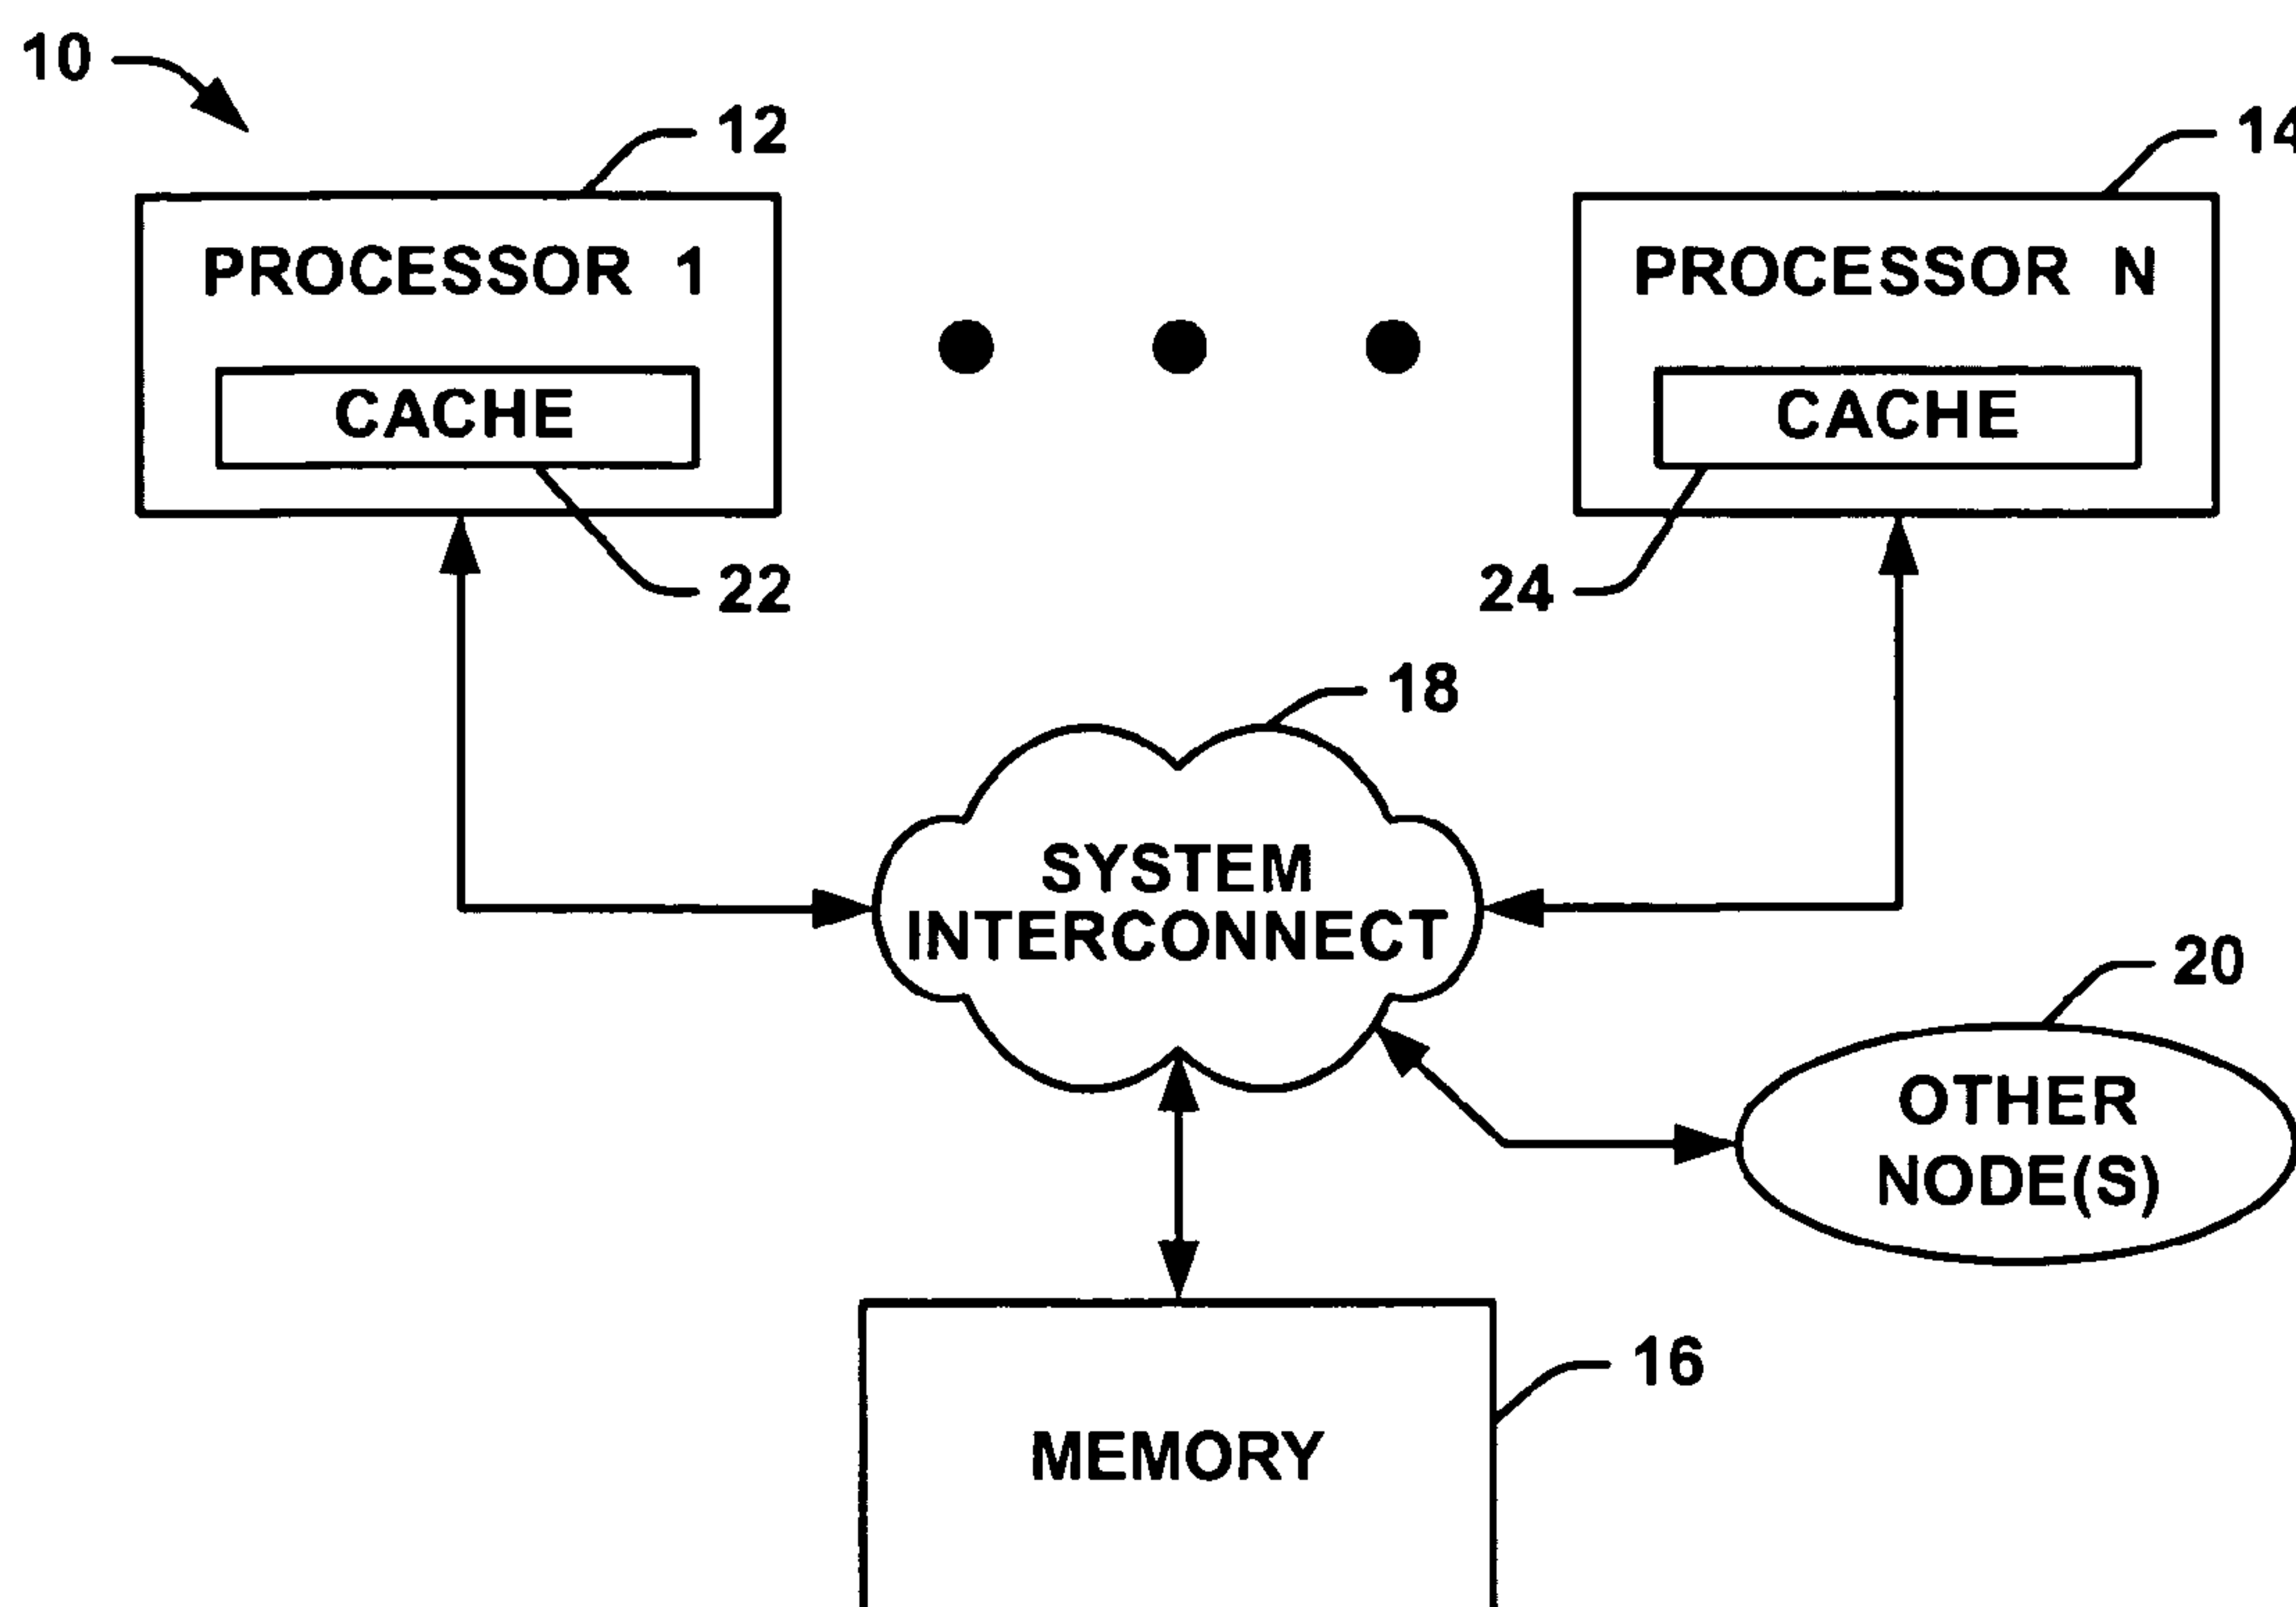 10
12
14
PROCESSOR 1
PROCESSOR N
CACHE
CACHE
22
24
18
SYSTEM
INTERCONNECT
20
OTHER
NODE(S)
16
MEMORY